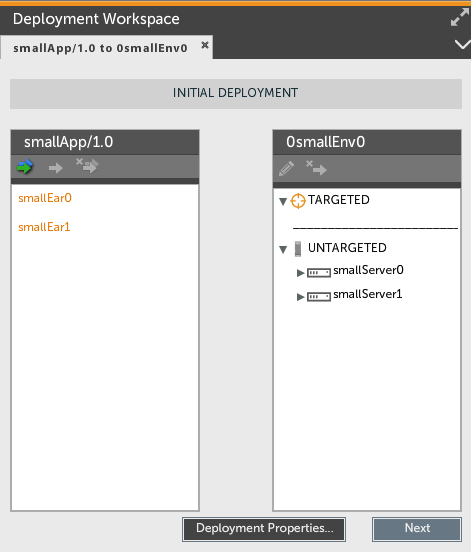 Deployment Workspace
smallApp/1.0 to 0smallEnv0
INITIAL DEPLOYMENT
smallApp/1.0
smallEar0
smallEar1
0smallEnv0
TARGETED
UNTARGETED
smallServer0
smallServer1
Deployment Properties...
Next